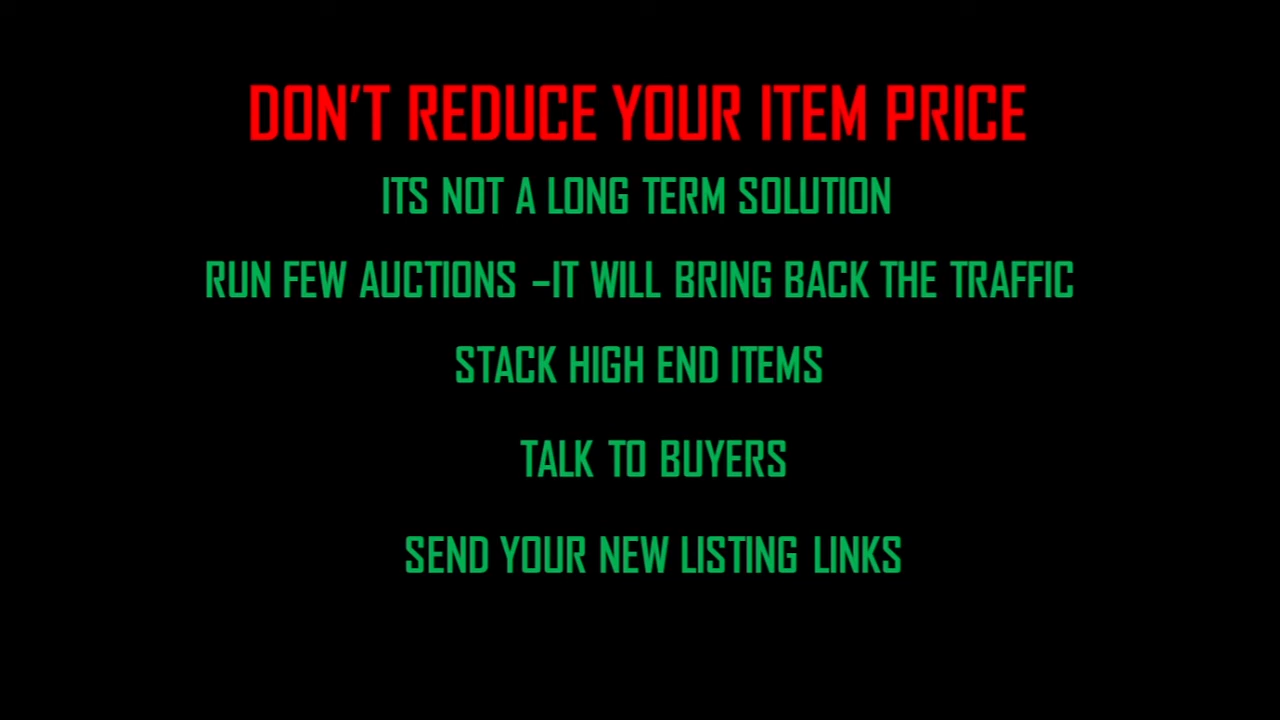 DON'T REDUCE YOUR ITEM PRICE
ITS NOT A LONG TERM SOLUTION
RUN FEW AUCTIONS –IT WILL BRING BACK THE TRAFFIC
STACK HIGH END ITEMS
TALK TO BUYERS
SEND YOUR NEW LISTING LINKS